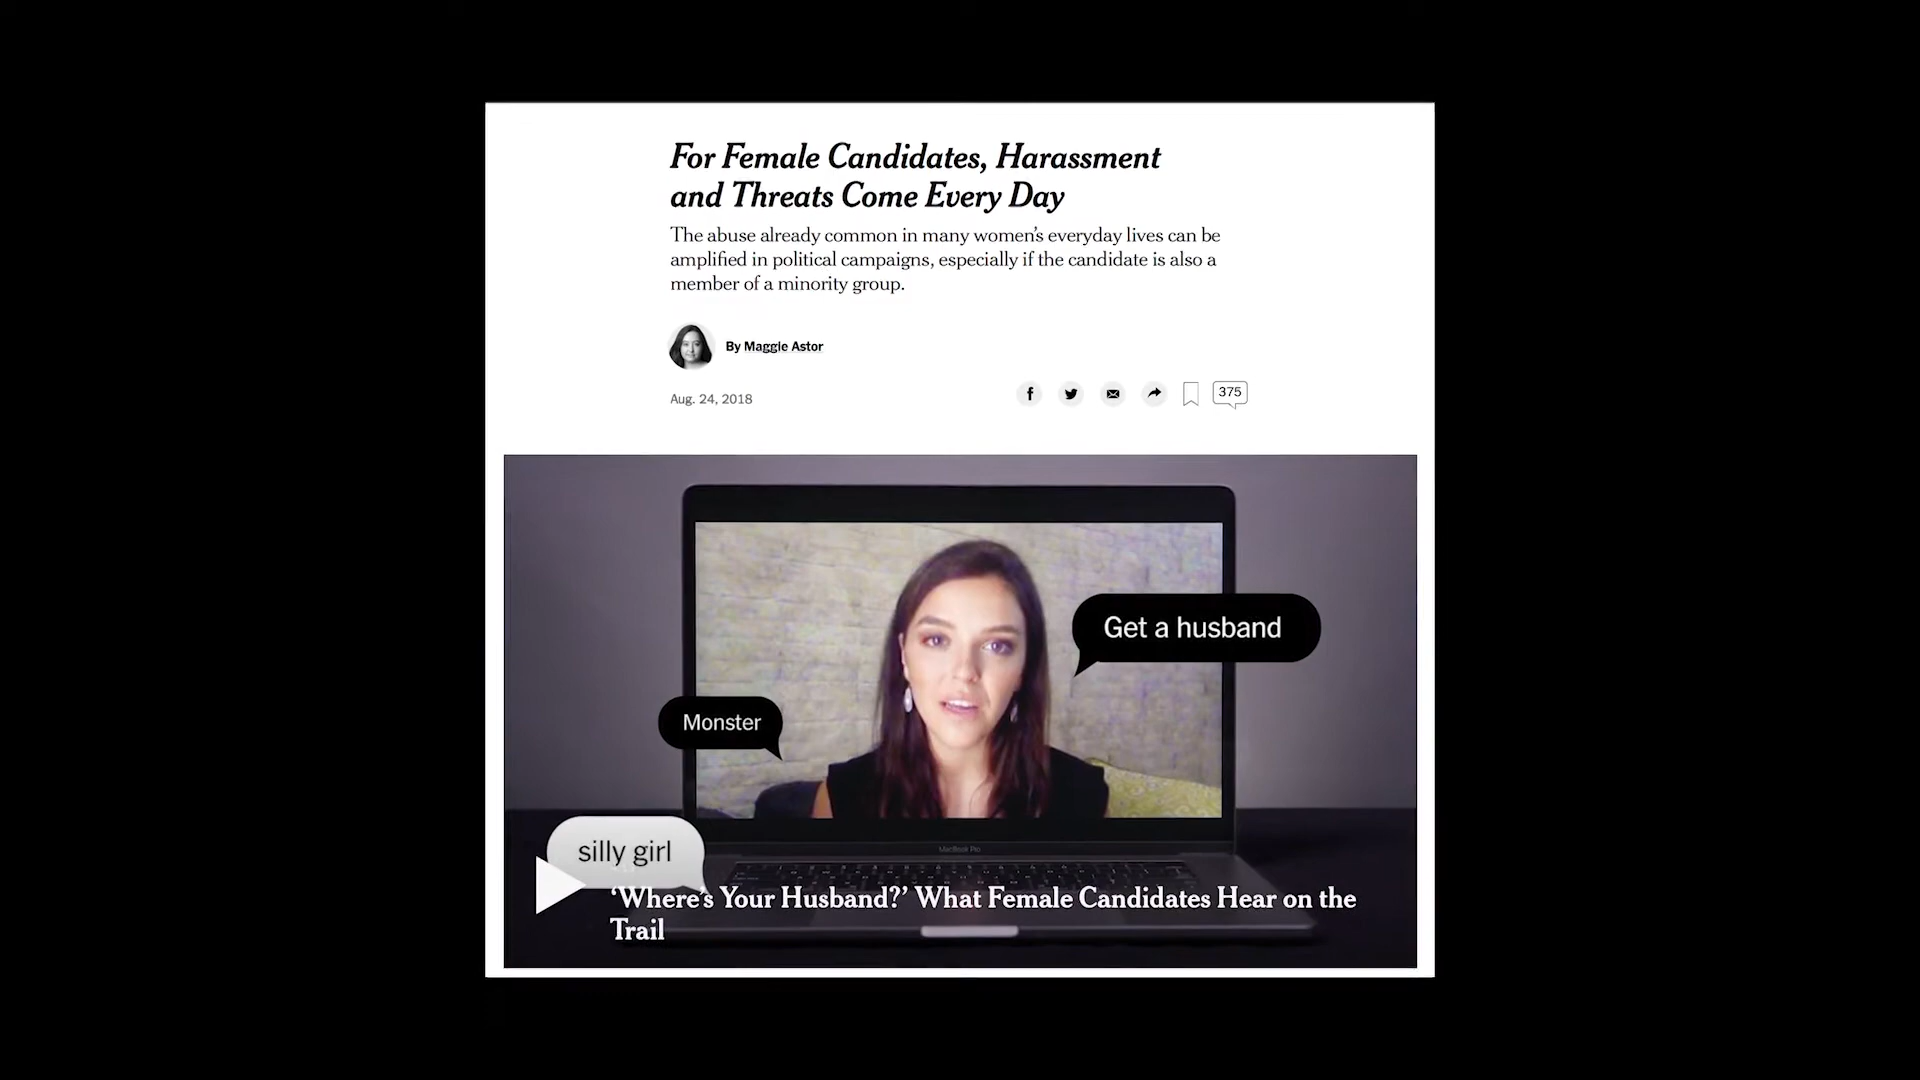 For Female Candidates, Harassment
and Threats Come Every Day
The abuse already common in many women's everyday lives can be
amplified in political campaigns, especially if the candidate is also a
member of a minority group.
By Maggie Astor
Aug. 24, 2018
375
Get a husband
Monster
silly girl
MacBook Pro
‘Where's Your Husband?’ What Female Candidates Hear on the
Trail